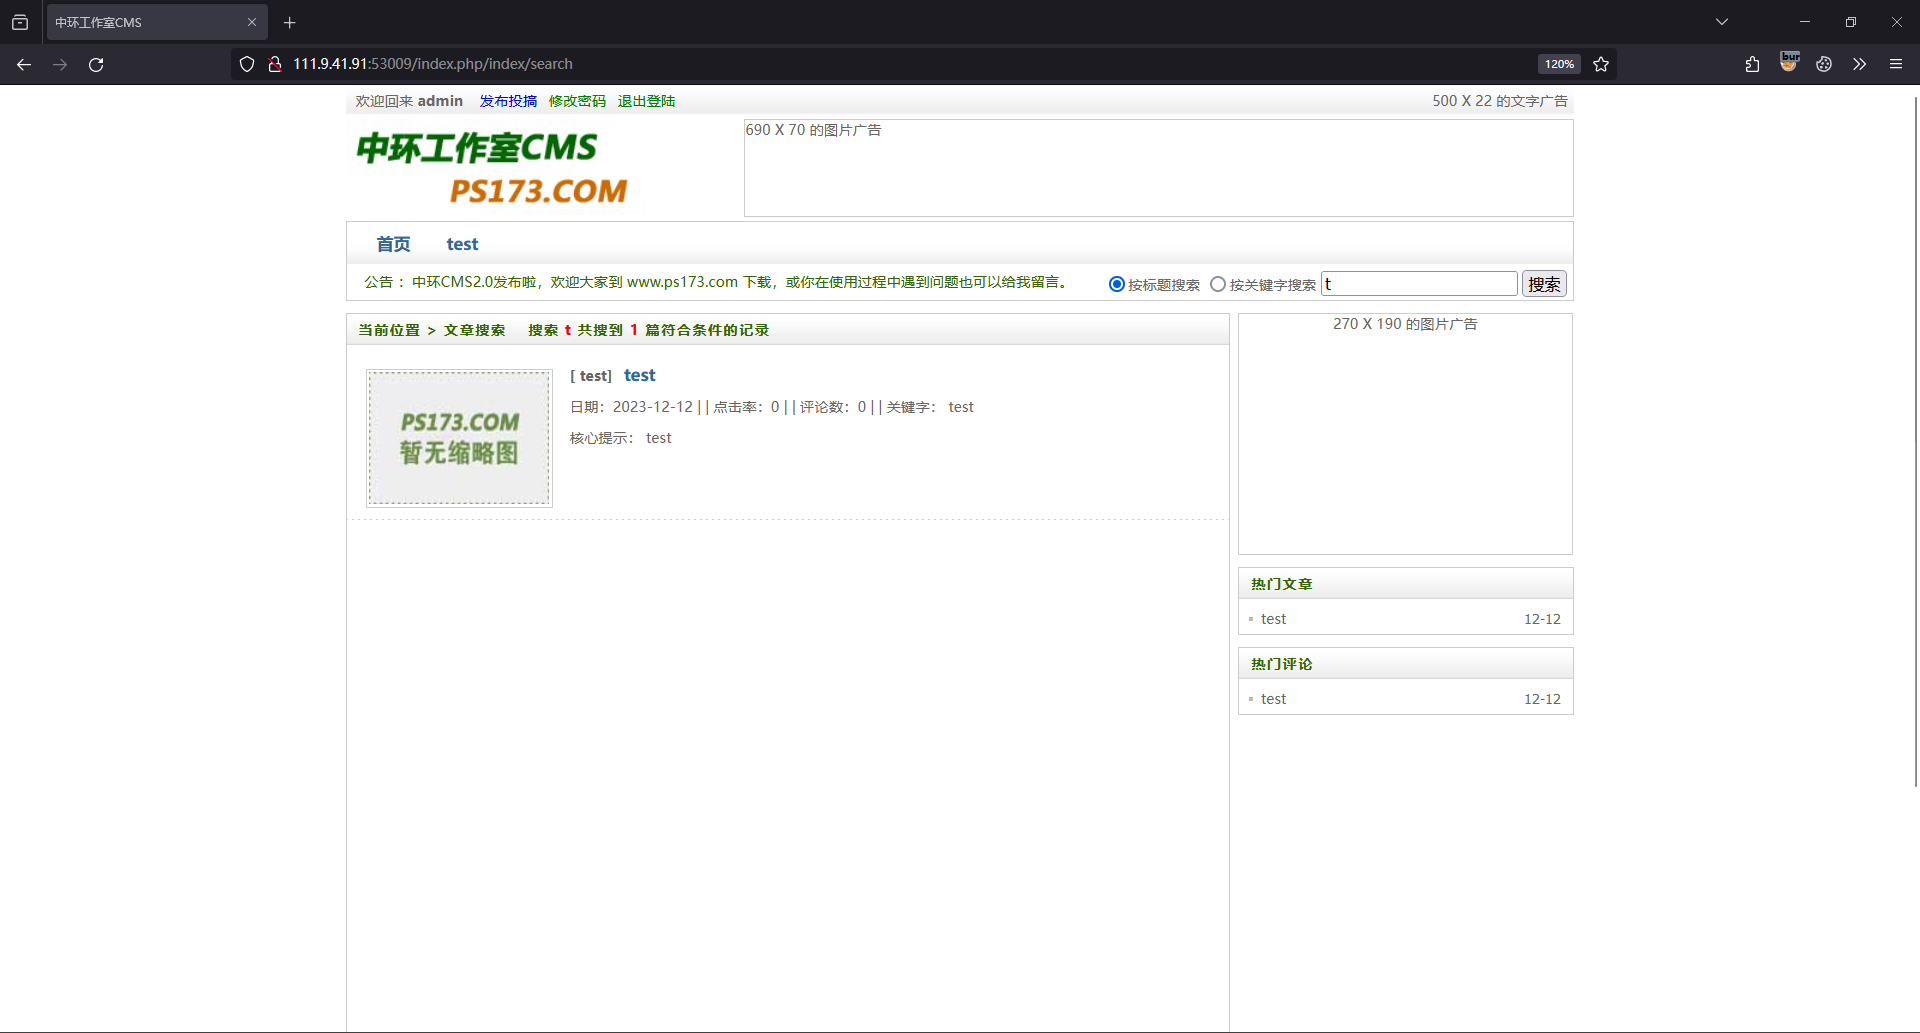 中环工作室CMS
111.9.41.91:53009/index.php/index/search
120%
欢迎回来 admin 发布投搞 修改密码 退出登陆
500 X 22 的文字广告
中环工作室CMS
PS173.COM
690 X 70 的图片广告
首页 test
公告： 中环CMS2.0发布啦，欢迎大家到 www.ps173.com 下载，或你在使用过程中遇到问题也可以给我留言。
按标题搜索 按关键字搜索 t 搜索
当前位置 > 文章搜索 搜索 t 共搜到 1 篇符合条件的记录
PS173.COM
暂无缩略图
[ test] test
日期：2023-12-12 | | 点击率：0 | | 评论数：0 | | 关键字： test
核心提示： test
270 X 190 的图片广告
热门文章
test 12-12
热门评论
test 12-12